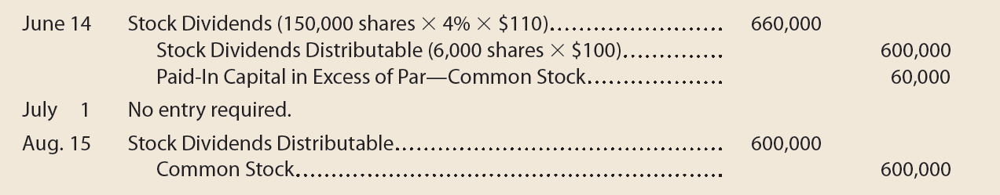 June 14 Stock Dividends (150,000 shares × 4% × $110)........................ 660,000
Stock Dividends Distributable (6,000 shares × $100).............. 600,000
Paid-In Capital in Excess of Par—Common Stock................... 60,000
July 1 No entry required.
Aug. 15 Stock Dividends Distributable.............................................. 600,000
Common Stock............................................................ 600,000